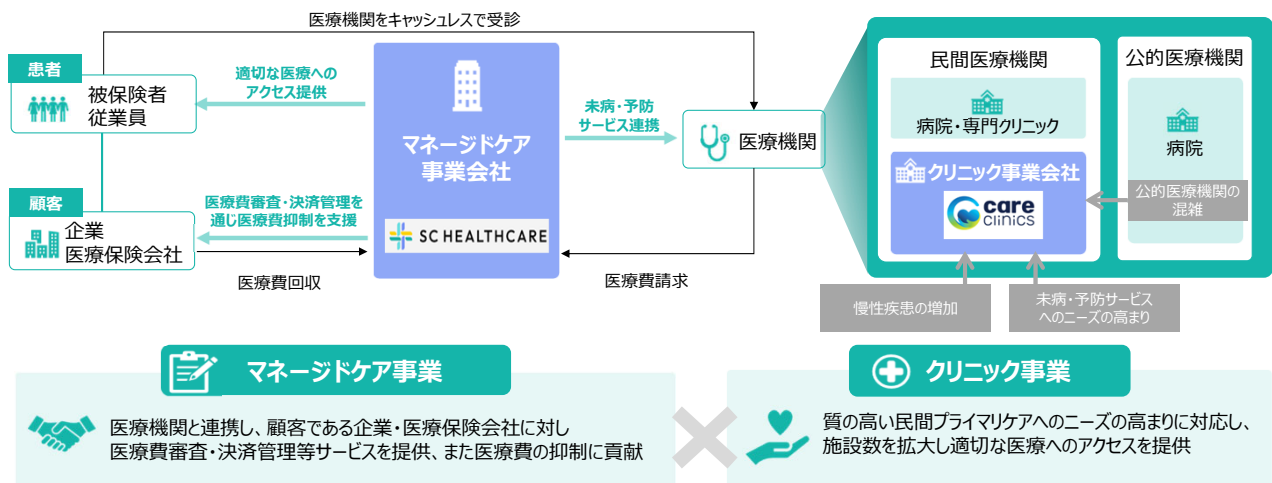 医療機関をキャッシュレスで受診
患者
被保険者
従業員
適切な医療への
アクセス提供
顧客
企業
医療保険会社
医療費審査・決済管理を
通じ医療費抑制を支援
医療費回収
マネージドケア
事業会社
SC HEALTHCARE
未病・予防
サービス連携
医療機関
医療費請求
民間医療機関
病院・専門クリニック
クリニック事業会社
care
clinics
公的医療機関
病院
公的医療機関の
混雑
慢性疾患の増加
未病・予防サービス
へのニーズの高まり
マネージドケア事業
医療機関と連携し、顧客である企業・医療保険会社に対し
医療費審査・決済管理等サービスを提供、また医療費の抑制に貢献
クリニック事業
質の高い民間プライマリケアへのニーズの高まりに対応し、
施設数を拡大し適切な医療へのアクセスを提供